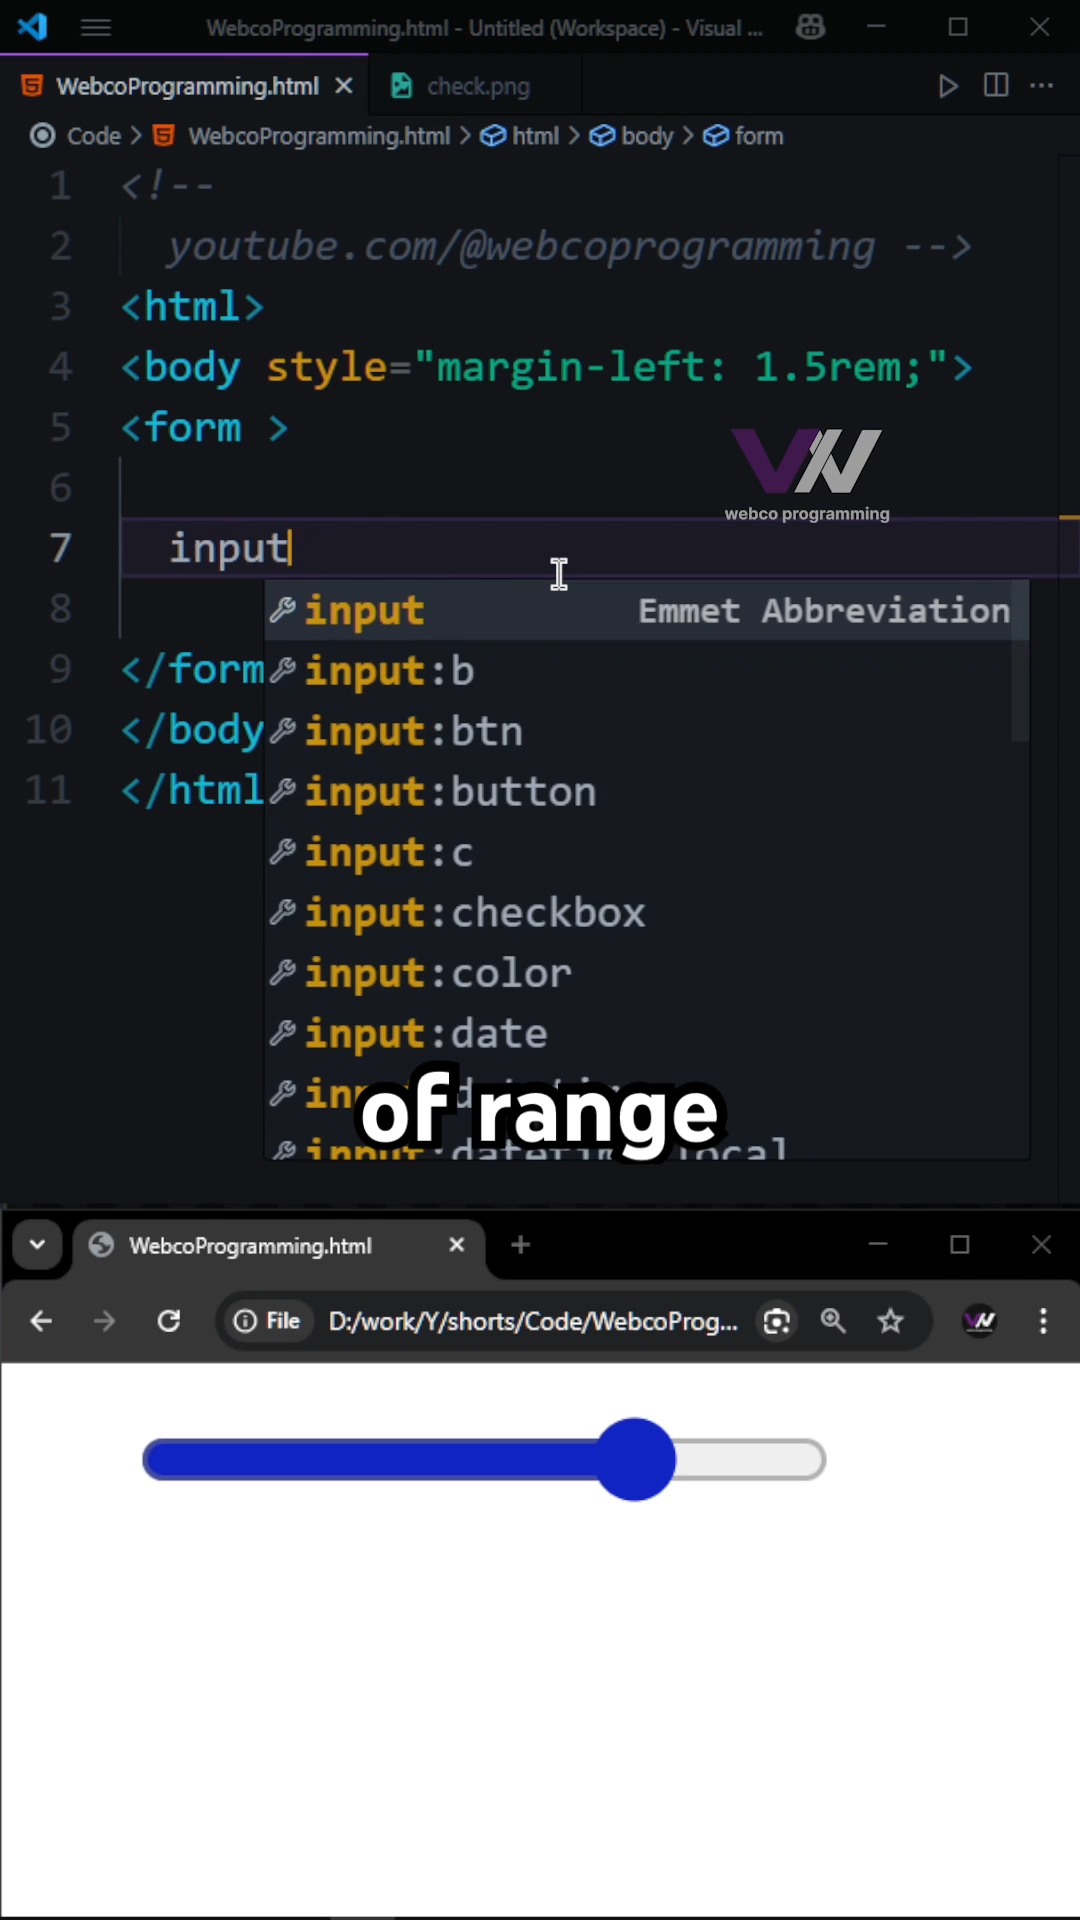 WebcoProgramming.html - Untitled (Workspace) - Visual ...
WebcoProgramming.html
check.png
Code > WebcoProgramming.html > html > body > form
1 <!--
2 youtube.com/@webcoprogramming -->
3 <html>
4 <body style="margin-left: 1.5rem;">
5 <form >
6
webco programming
7 input
8
input Emmet Abbreviation
input:b
9 </form
input:btn
10 </body
input:button
11 </html
input:c
input:checkbox
input:color
input:date
of range
WebcoProgramming.html
File D:/work/Y/shorts/Code/WebcoProg...